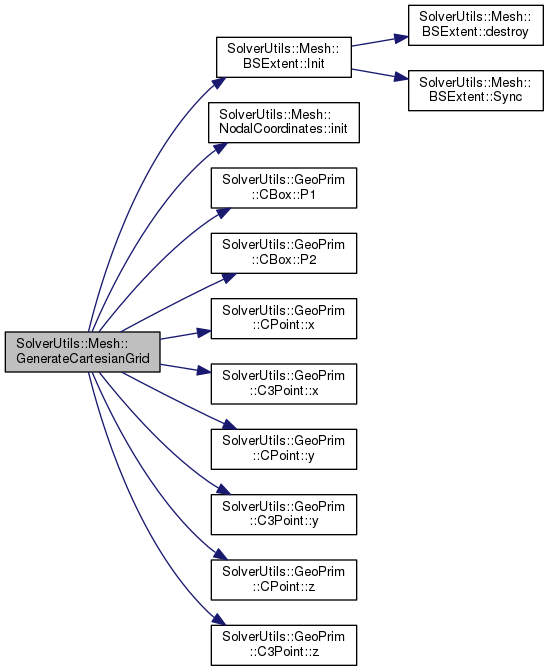 SolverUtils::Mesh::
GenerateCartesianGrid
SolverUtils::Mesh::
BSExtent::Init
SolverUtils::Mesh::
BSExtent::destroy
SolverUtils::Mesh::
BSExtent::Sync
SolverUtils::Mesh::
NodalCoordinates::init
SolverUtils::GeoPrim
::CBox::P1
SolverUtils::GeoPrim
::CBox::P2
SolverUtils::GeoPrim
::CPoint::x
SolverUtils::GeoPrim
::C3Point::x
SolverUtils::GeoPrim
::CPoint::y
SolverUtils::GeoPrim
::C3Point::y
SolverUtils::GeoPrim
::CPoint::z
SolverUtils::GeoPrim
::C3Point::z